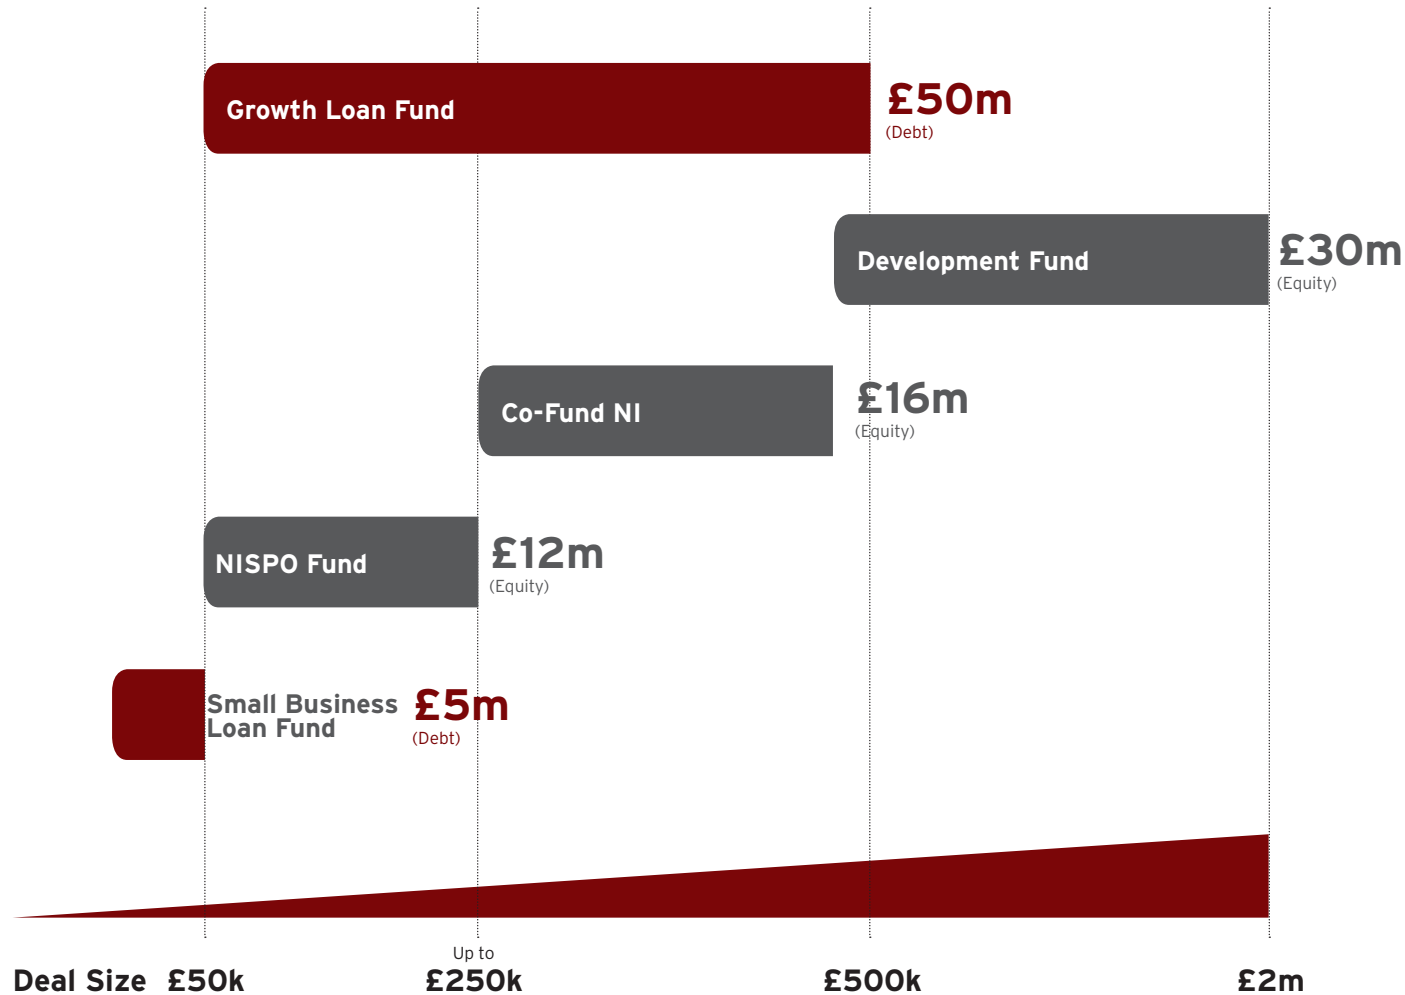 Growth Loan Fund
£50m
(Debt)
Development Fund
£30m
(Equity)
Co-Fund NI
£16m
(Equity)
NISPO Fund
£12m
(Equity)
Small Business
Loan Fund
£5m
(Debt)
Up to
Deal Size £50k £250k £500k £2m